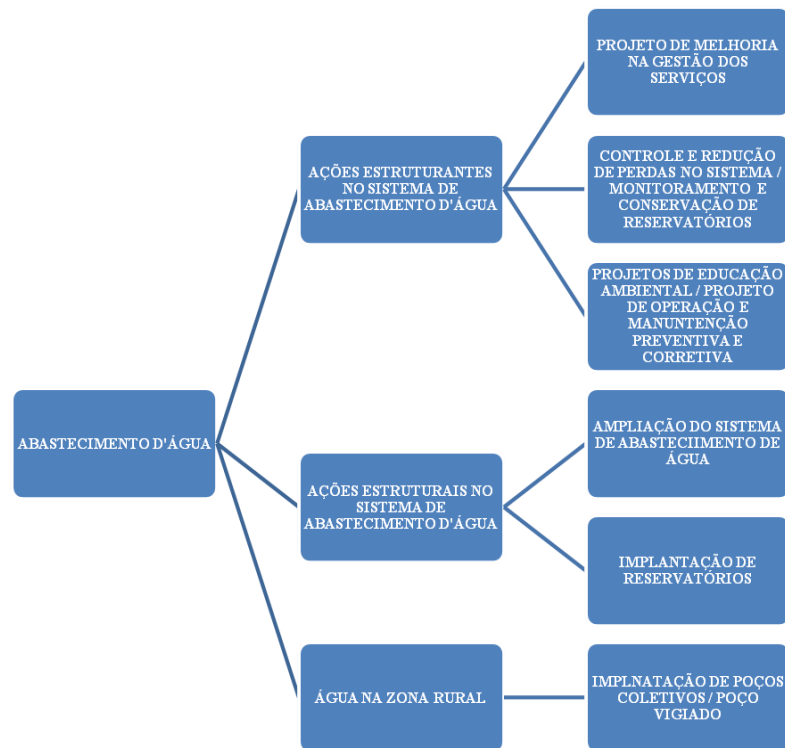 PROJETO DE MELHORIA
NA GESTÃO DOS
SERVIÇOS
AÇÕES ESTRUTURANTES
NO SISTEMA DE
ABASTECIMENTO D'ÁGUA
CONTROLE E REDUÇÃO
DE PERDAS NO SISTEMA /
MONITORAMENTO E
CONSERVAÇÃO DE
RESERVATÓRIOS
PROJETOS DE EDUCAÇÃO
AMBIENTAL / PROJETO
DE OPERAÇÃO E
MANUNTENÇÃO
PREVENTIVA E
CORRETIVA
ABASTECIMENTO D'ÁGUA
AMPLIAÇÃO DO SISTEMA
DE ABASTECIIMENTO DE
ÁGUA
AÇÕES ESTRUTURAIS NO
SISTEMA DE
ABASTECIMENTO D'ÁGUA
IMPLANTAÇÃO DE
RESERVATÓRIOS
ÁGUA NA ZONA RURAL
IMPLNATAÇÃO DE POÇOS
COLETIVOS / POÇO
VIGIADO